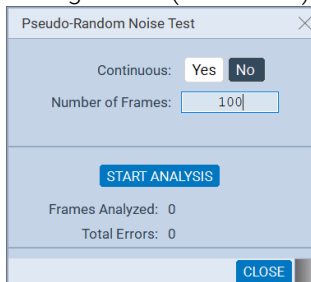 Pseudo-Random Noise Test
Continuous: Yes No
Number of Frames: 100
START ANALYSIS
Frames Analyzed: 0
Total Errors: 0
CLOSE